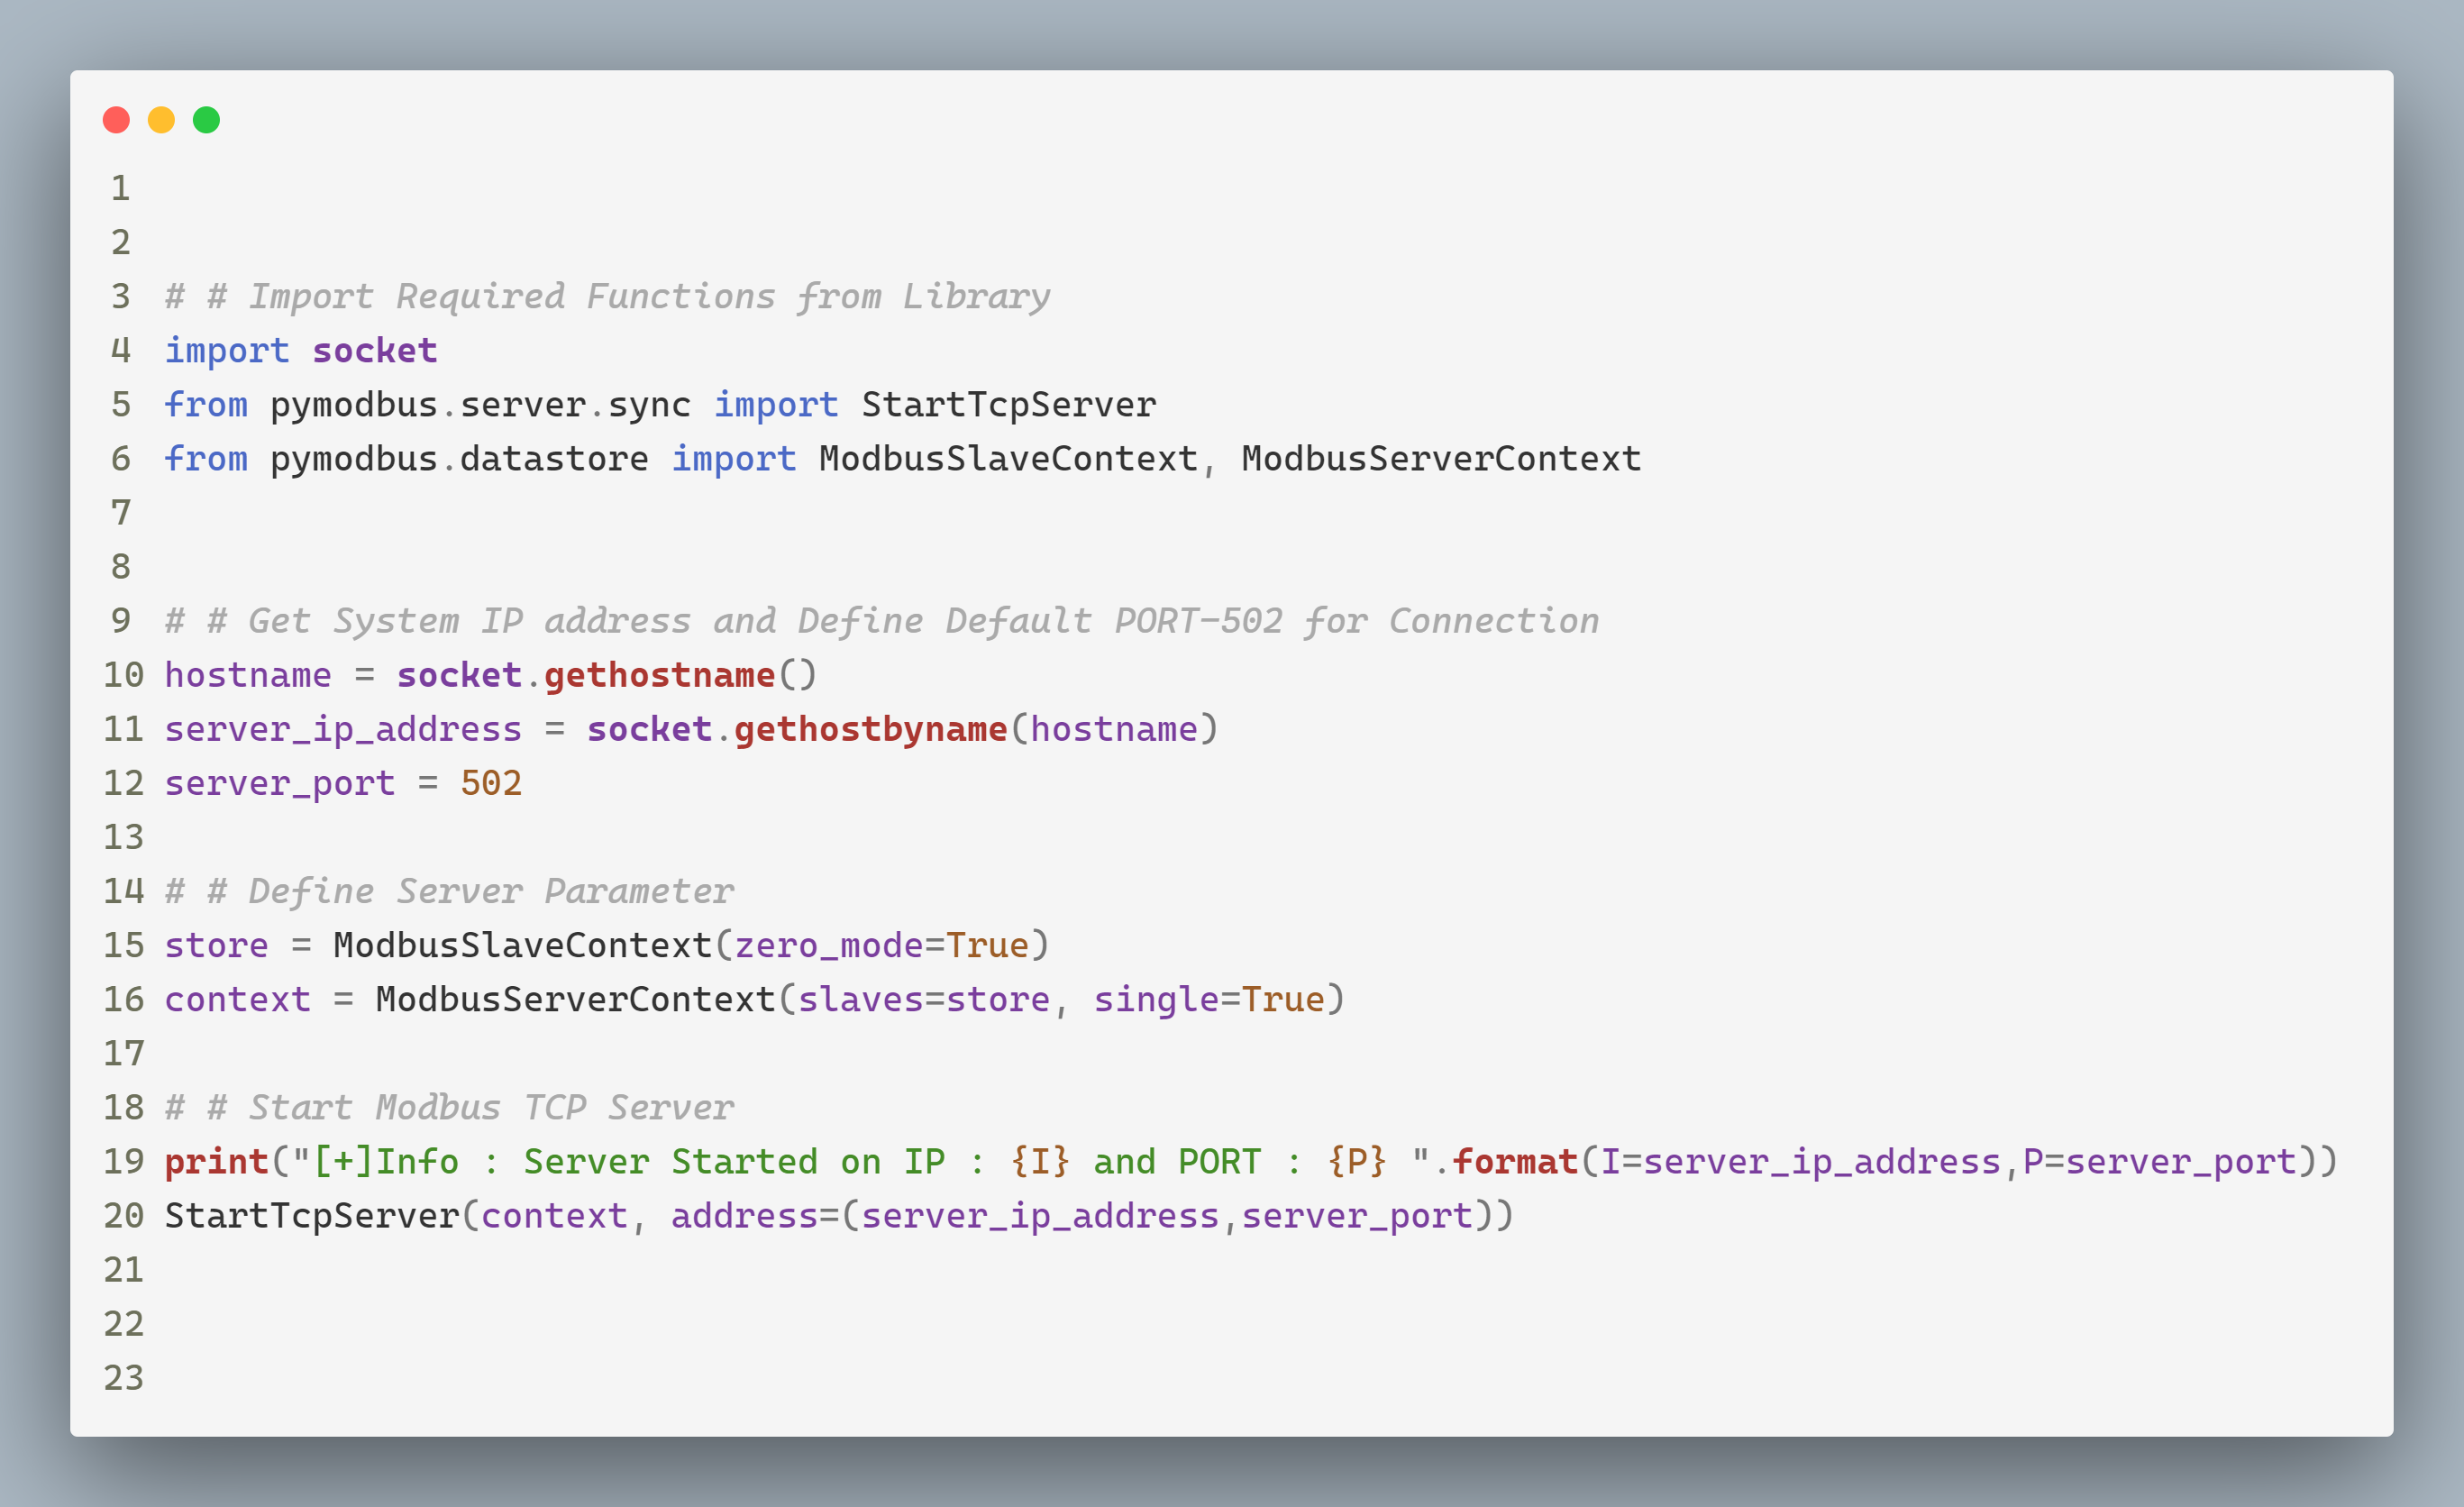 1
2
3 # # Import Required Functions from Library
4 import socket
5 from pymodbus.server.sync import StartTcpServer
6 from pymodbus.datastore import ModbusSlaveContext, ModbusServerContext
7
8
9 # # Get System IP address and Define Default PORT-502 for Connection
10 hostname = socket.gethostname()
11 server_ip_address = socket.gethostbyname(hostname)
12 server_port = 502
13
14 # # Define Server Parameter
15 store = ModbusSlaveContext(zero_mode=True)
16 context = ModbusServerContext(slaves=store, single=True)
17
18 # # Start Modbus TCP Server
19 print("[+]Info : Server Started on IP : {I} and PORT : {P} ".format(I=server_ip_address,P=server_port))
20 StartTcpServer(context, address=(server_ip_address,server_port))
21
22
23